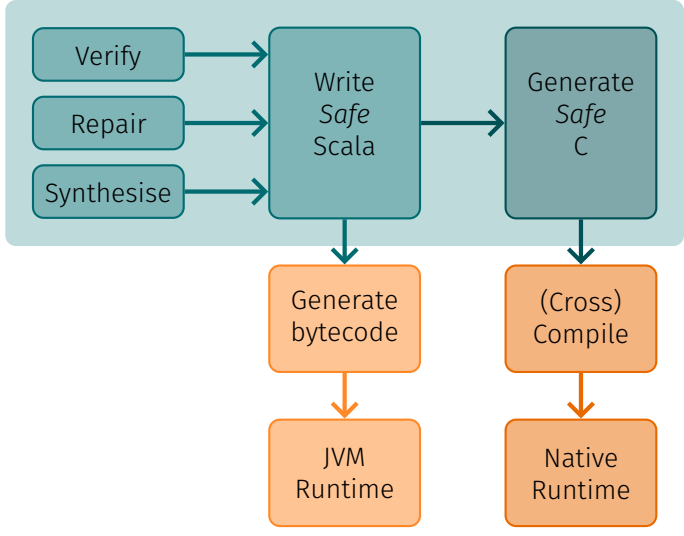 Verify
Repair
Synthesise
Write
Safe
Scala
Generate
Safe
C
Generate
bytecode
(Cross)
Compile
JVM
Runtime
Native
Runtime